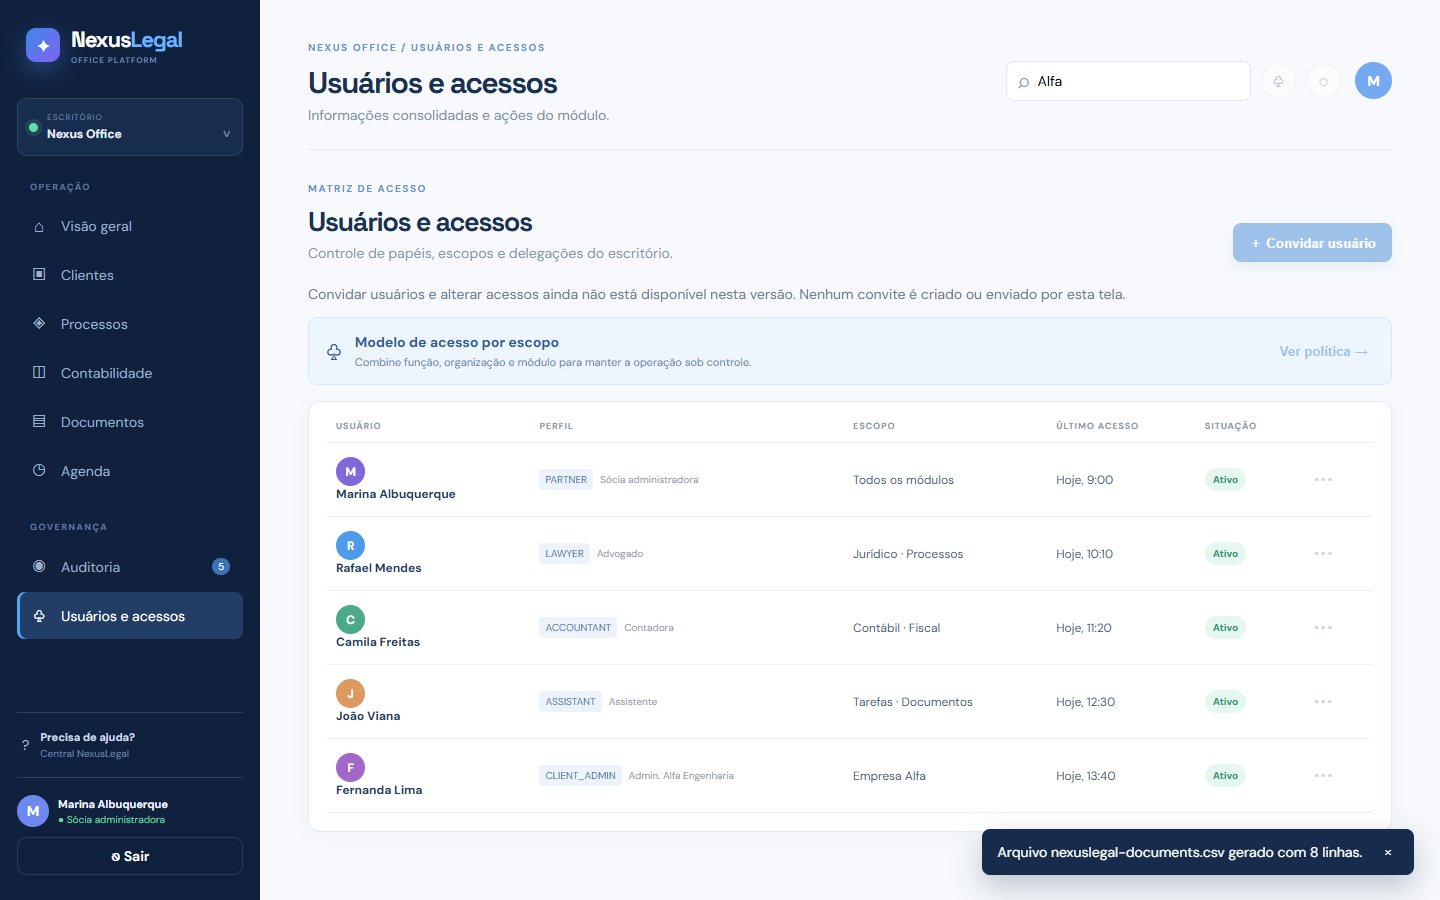 NexusLegal
OFFICE PLATFORM
ESCRITÓRIO
Nexus Office
OPERAÇÃO
Visão geral
Clientes
Processos
Contabilidade
Documentos
Agenda
GOVERNANÇA
Auditoria 5
Usuários e acessos
? Precisa de ajuda?
Central NexusLegal
M Marina Albuquerque
Sócia administradora
Sair
NEXUS OFFICE / USUÁRIOS E ACESSOS
Usuários e acessos
Informações consolidadas e ações do módulo.
Alfa
M
MATRIZ DE ACESSO
Usuários e acessos
Controle de papéis, escopos e delegações do escritório.
+ Convidar usuário
Convidar usuários e alterar acessos ainda não está disponível nesta versão. Nenhum convite é criado ou enviado por esta tela.
Modelo de acesso por escopo
Combine função, organização e módulo para manter a operação sob controle.
Ver política →
USUÁRIO PERFIL ESCOPO ÚLTIMO ACESSO SITUAÇÃO
M
Marina Albuquerque PARTNER Sócia administradora Todos os módulos Hoje, 9:00 Ativo •••
R
Rafael Mendes LAWYER Advogado Jurídico · Processos Hoje, 10:10 Ativo •••
C
Camila Freitas ACCOUNTANT Contadora Contábil · Fiscal Hoje, 11:20 Ativo •••
J
João Viana ASSISTANT Assistente Tarefas · Documentos Hoje, 12:30 Ativo •••
F
Fernanda Lima CLIENT_ADMIN Admin. Alfa Engenharia Empresa Alfa Hoje, 13:40 Ativo •••
Arquivo nexuslegal-documents.csv gerado com 8 linhas. ×